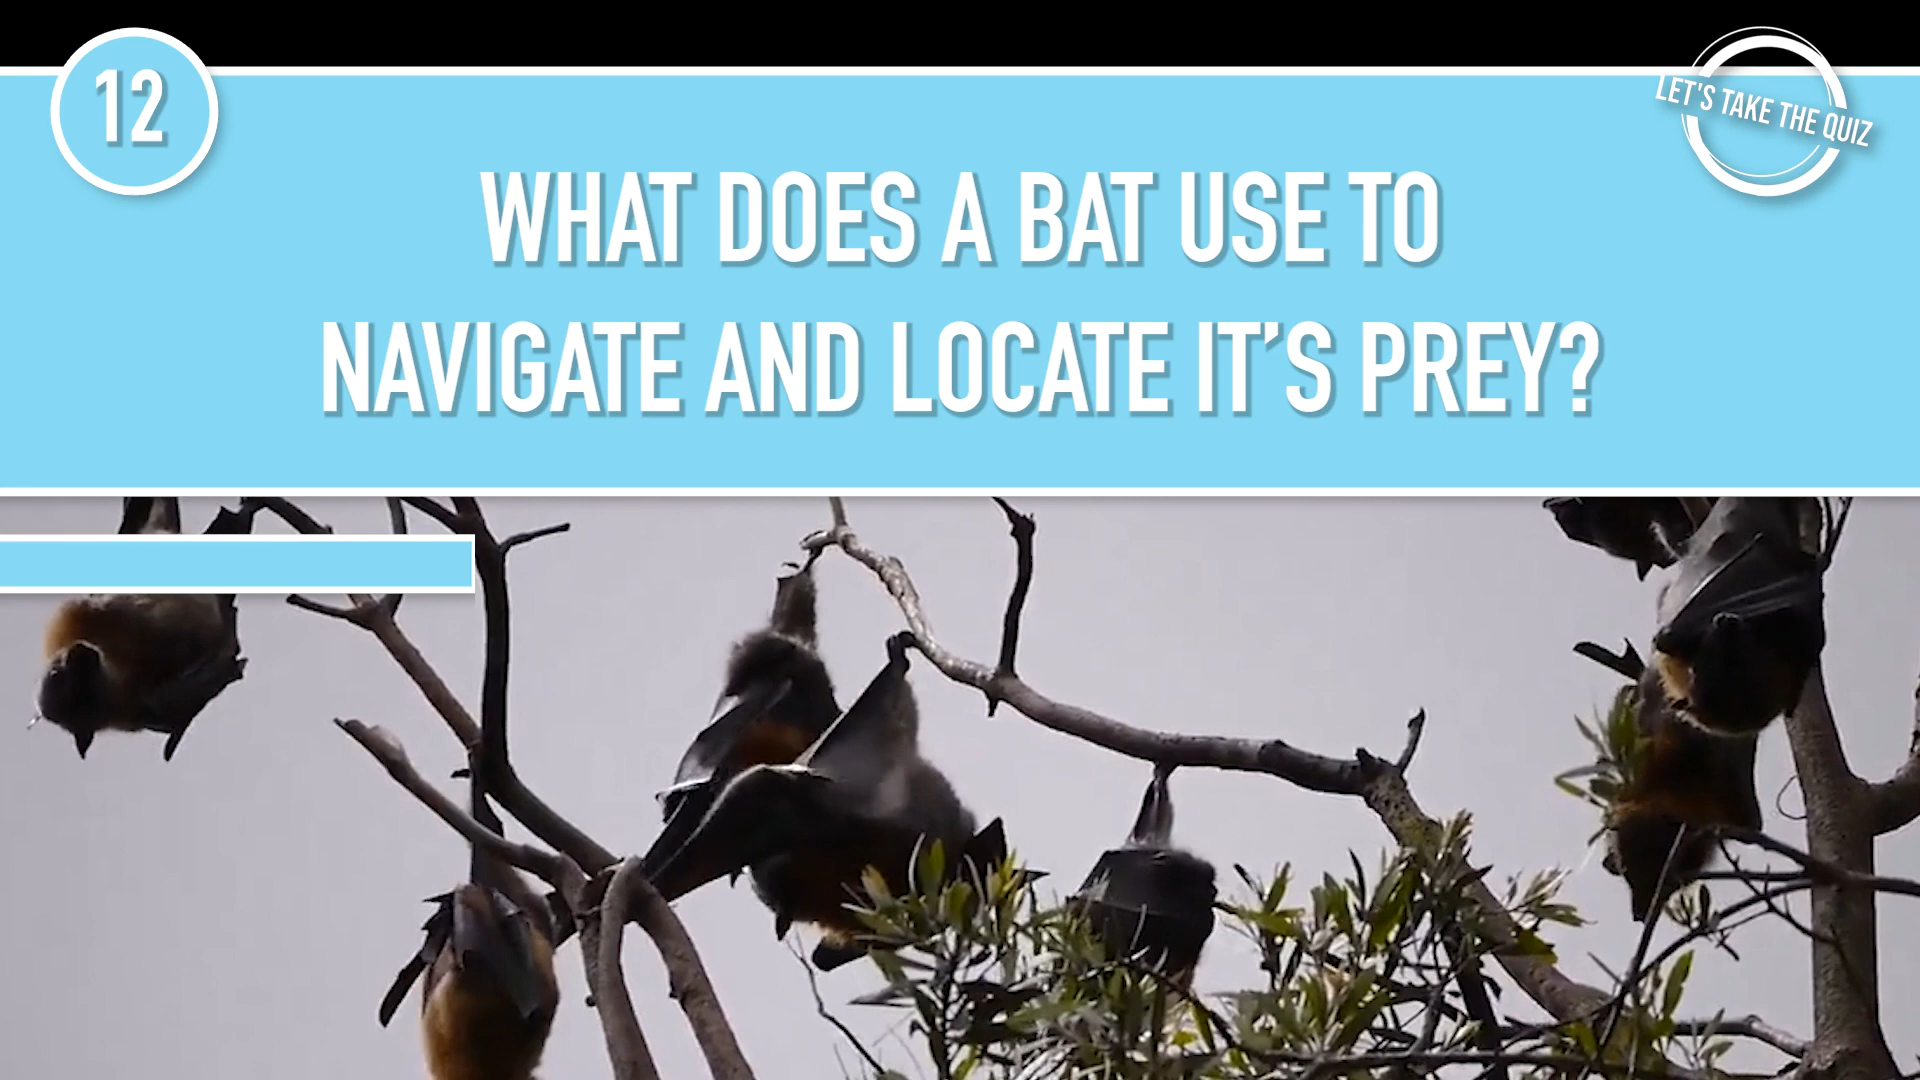 12
LET'S TAKE THE QUIZ
WHAT DOES A BAT USE TO
NAVIGATE AND LOCATE IT’S PREY?